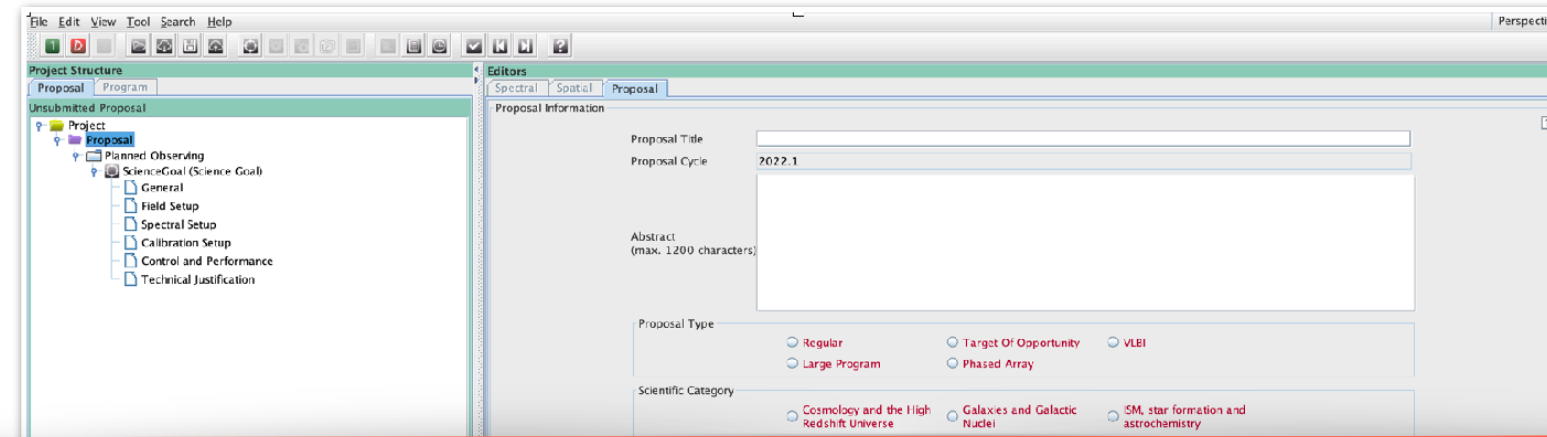 File Edit View Tool Search Help
Perspecti
1 D ?
Project Structure
Proposal Program
Unsubmitted Proposal
Project
Proposal
Planned Observing
ScienceGoal (Science Goal)
General
Field Setup
Spectral Setup
Calibration Setup
Control and Performance
Technical Justification
Editors
Spectral Spatial Proposal
Proposal Information
Proposal Title
Proposal Cycle 2022.1
Abstract
(max. 1200 characters)
Proposal Type
Regular Target Of Opportunity VLBI
Large Program Phased Array
Scientific Category
Cosmology and the High Galaxies and Galactic ISM, star formation and
Redshift Universe Nuclei astrochemistry